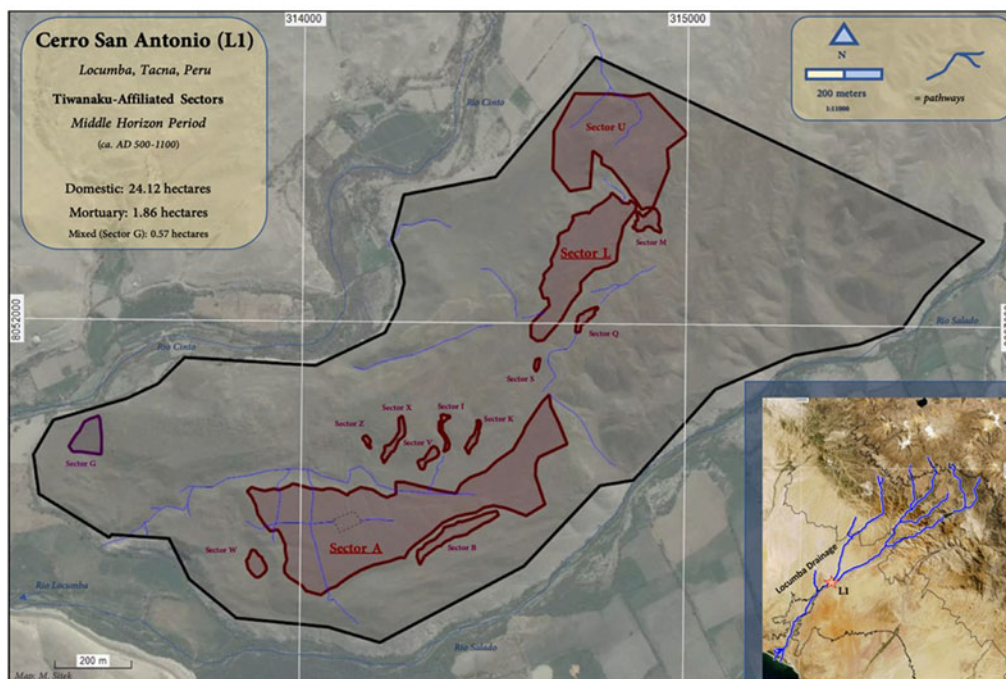 314000
315000
Cerro San Antonio (L1)
Locumba, Tacna, Peru
Tiwanaku-Affiliated Sectors
Middle Horizon Period
(ca. AD 500-1100)
Domestic: 24.12 hectares
Mortuary: 1.86 hectares
Mixed (Sector G): 0.57 hectares
N
200 meters
1:11000
= pathways
Rio Cinto
Sector U
Sector M
Sector L
8052000
Sector Q
Rio Salado
Rio Cinto
Sector S
Sector X
Sector I
Sector Z
Sector K
Sector V
Sector G
Sector W
Sector A
Sector B
Rio Locumba
Rio Salado
200 m
Map: M. Sitek
Locumba Drainage
L1